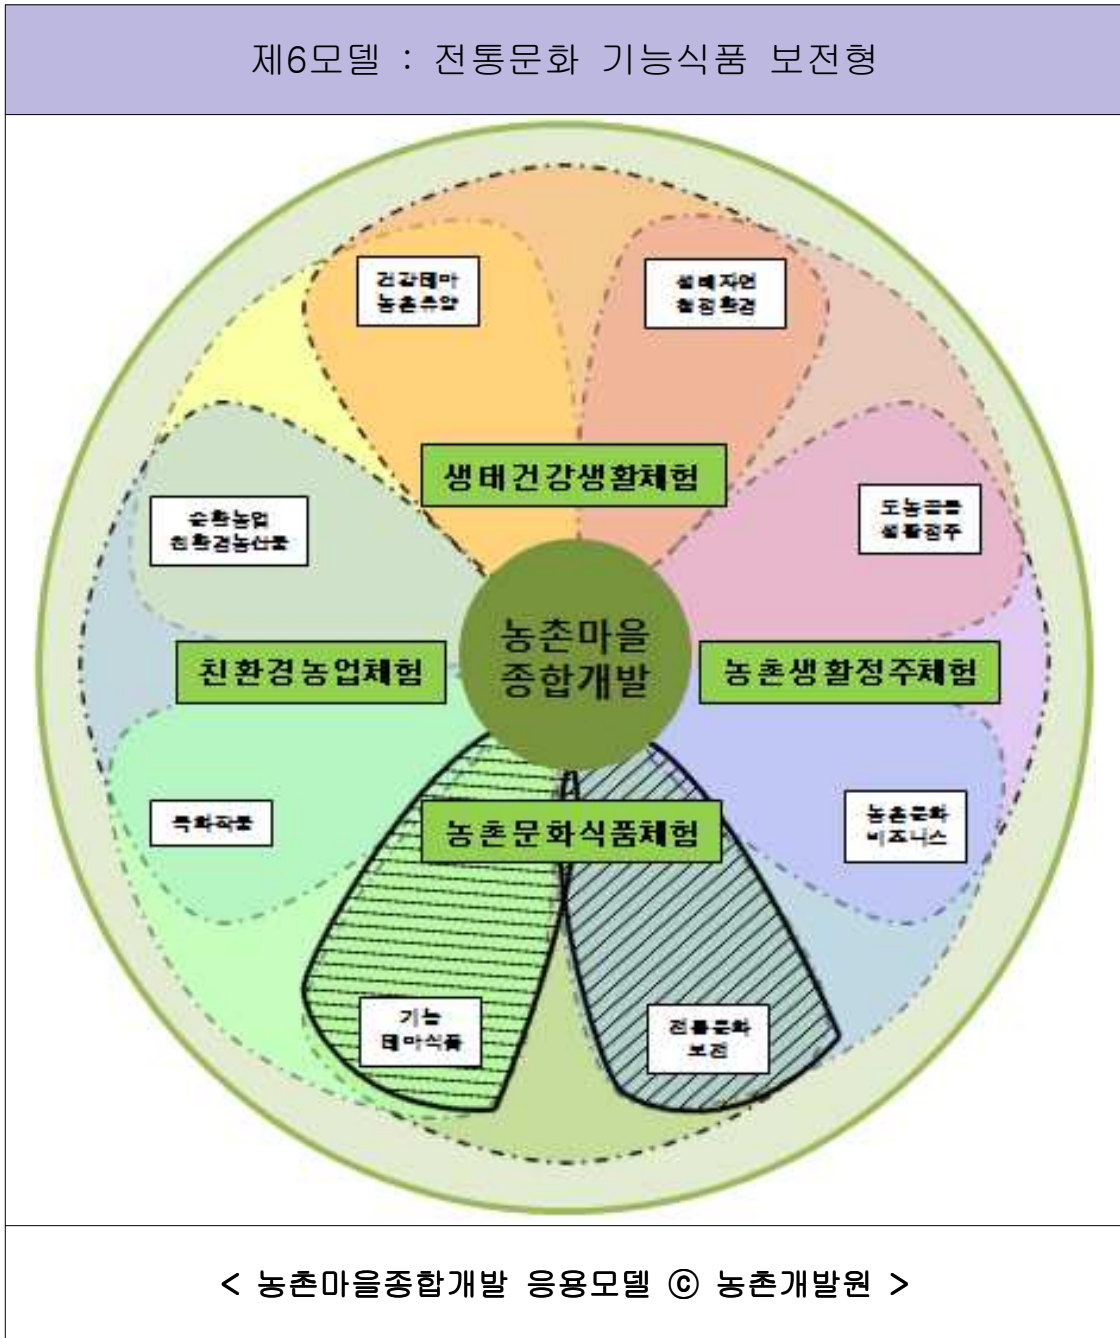 제6모델 : 전통문화 기능식품 보전형
건강테마
농촌휴양
생태자연
청정환경
생태건강생활체험
순환농업
친환경농산물
도농공동
생활정주
농촌마을
종합개발
친환경농업체험
농촌생활정주체험
특화작물
농촌문화식품체험
농촌문화
비즈니스
기능
테마식품
전통문화
보전
< 농촌마을종합개발 응용모델 ⓒ 농촌개발원 >